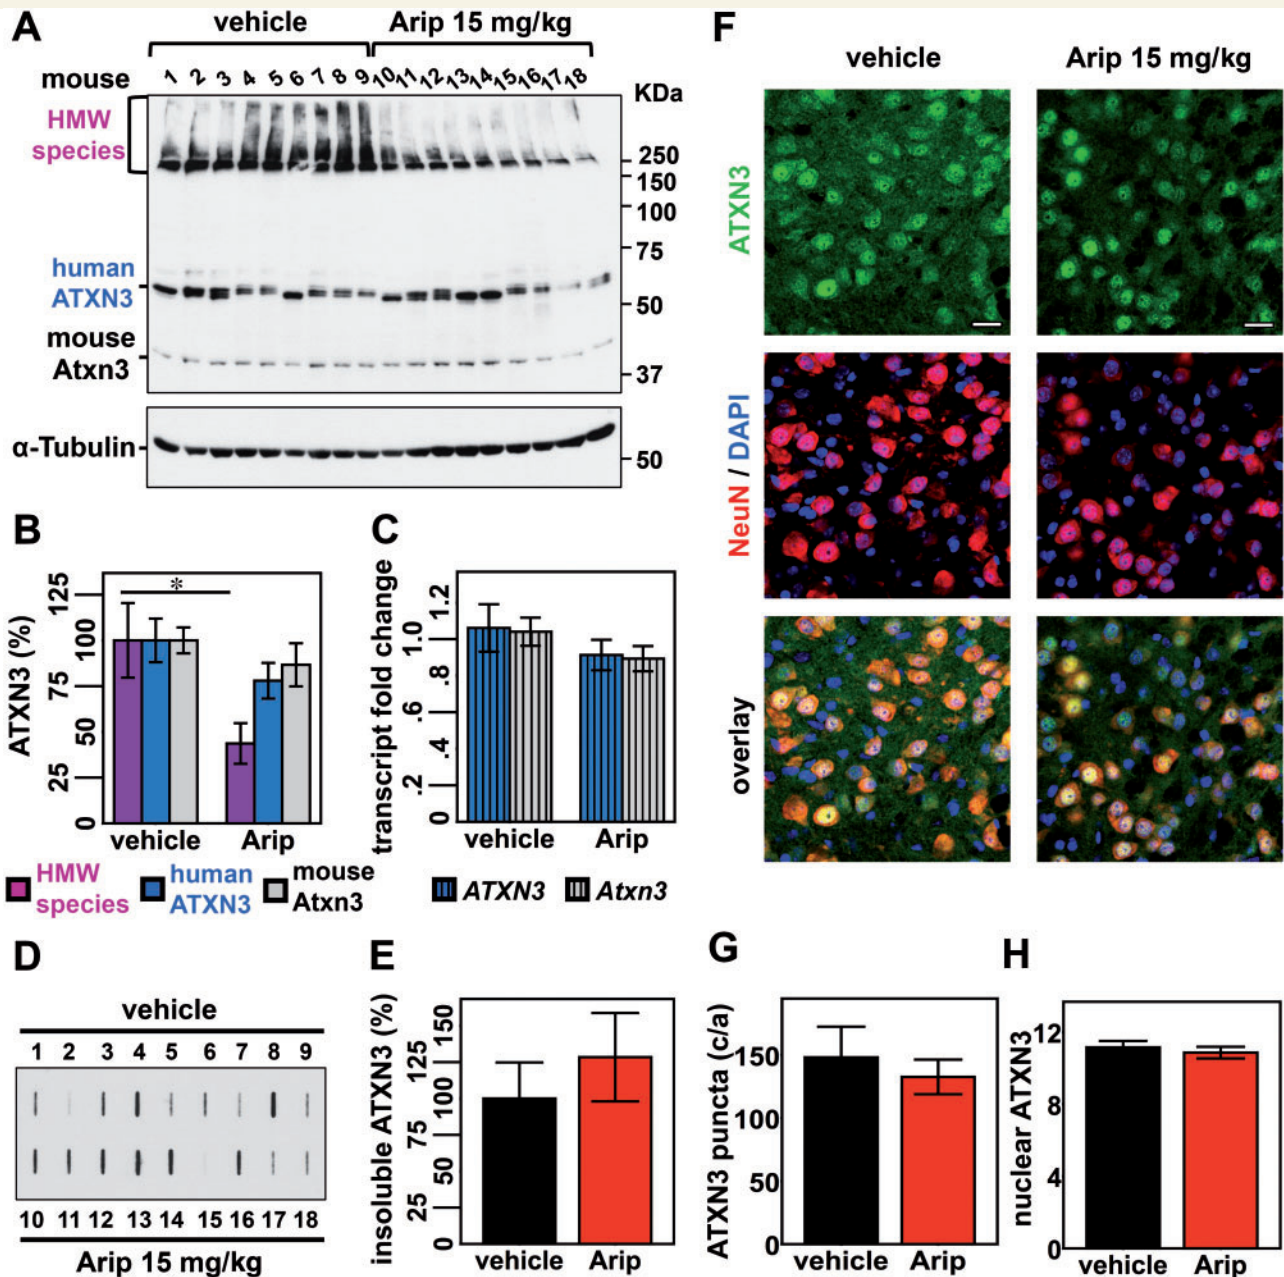 A
vehicle
Arip 15 mg/kg
mouse
1 2 3 4 5 6 7 8 9 10 11 12 13 14 15 16 17 18
KDa
HMW
species
250
150
100
75
human
ATXN3
50
mouse
Atxn3
37
α-Tubulin
50
B
ATXN3 (%)
125
100
75
50
25
0
*
vehicle
Arip
HMW
species
human
ATXN3
mouse
Atxn3
C
transcript fold change
1.2
1.0
.8
.6
.4
.2
0
vehicle
Arip
ATXN3
Atxn3
D
vehicle
1 2 3 4 5 6 7 8 9
10 11 12 13 14 15 16 17 18
Arip 15 mg/kg
E
insoluble ATXN3 (%)
150
125
100
75
50
25
0
vehicle
Arip
F
vehicle
Arip 15 mg/kg
ATXN3
NeuN / DAPI
overlay
G
ATXN3 puncta (c/a)
150
100
50
0
vehicle
Arip
H
nuclear ATXN3
12
8
4
0
vehicle
Arip